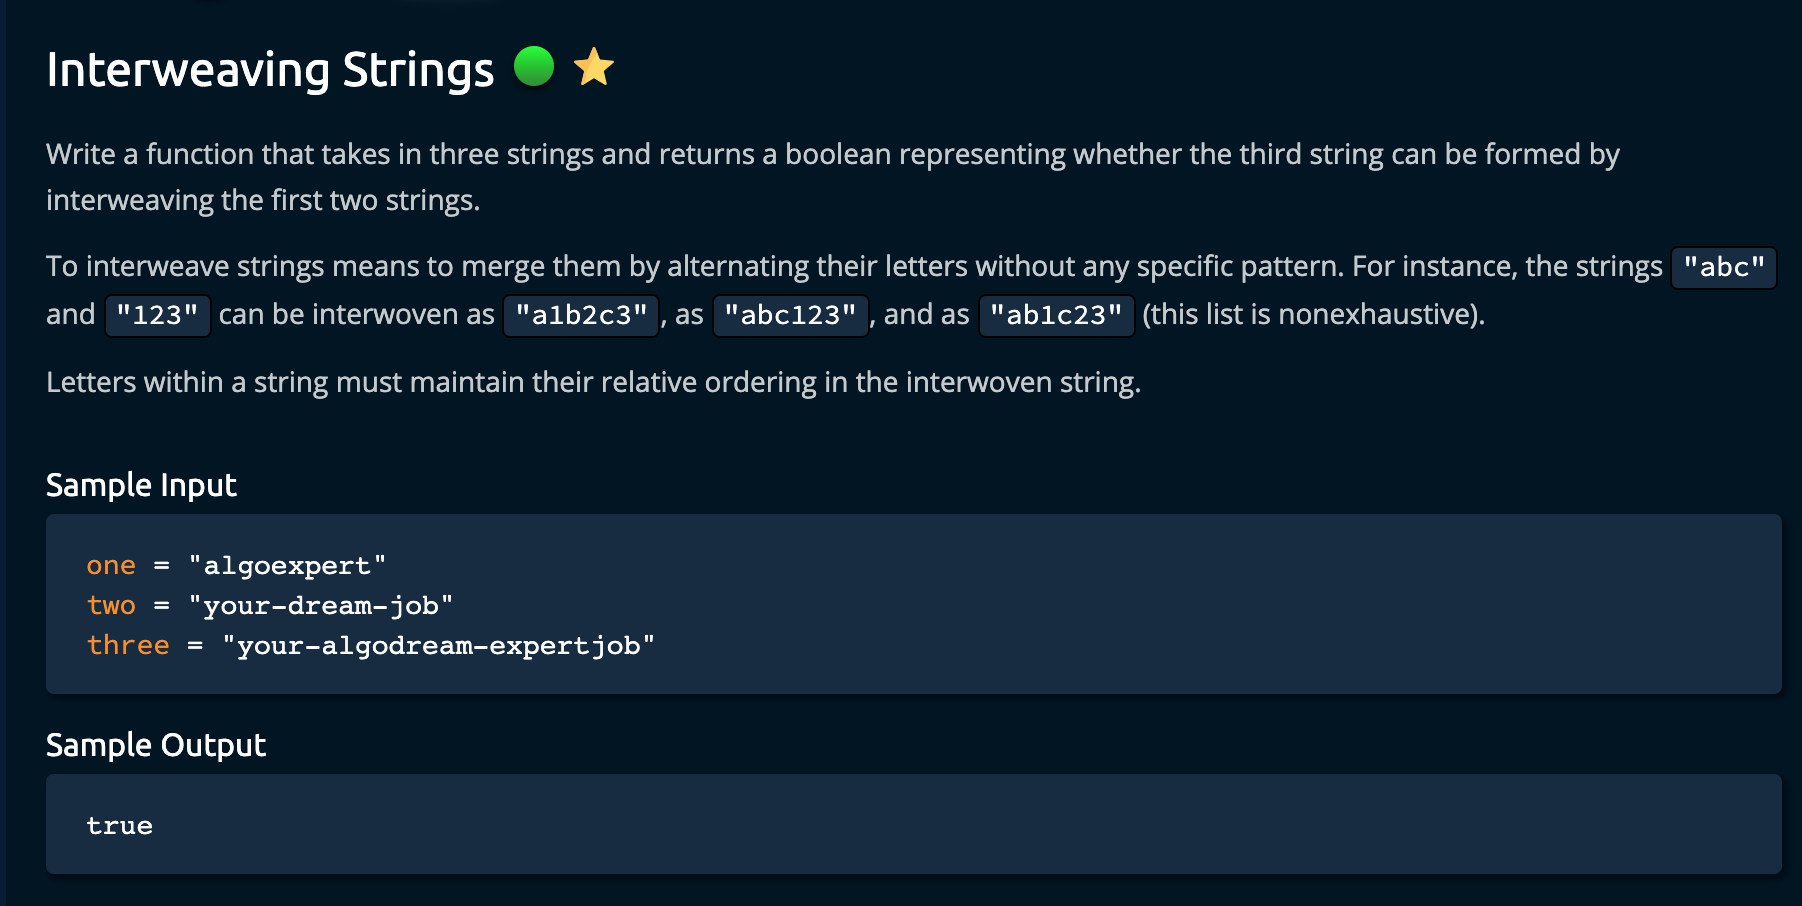 Interweaving Strings
Write a function that takes in three strings and returns a boolean representing whether the third string can be formed by
interweaving the first two strings.
To interweave strings means to merge them by alternating their letters without any specific pattern. For instance, the strings "abc"
and "123" can be interwoven as "a1b2c3", as "abc123", and as "ab1c23" (this list is nonexhaustive).
Letters within a string must maintain their relative ordering in the interwoven string.
Sample Input
one = "algoexpert"
two = "your-dream-job"
three = "your-algodream-expertjob"
Sample Output
true